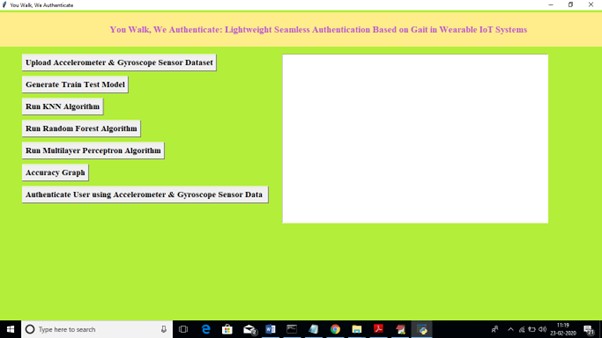 You Walk, We Authenticate
You Walk, We Authenticate: Lightweight Seamless Authentication Based on Gait in Wearable IoT Systems
Upload Accelerometer & Gyroscope Sensor Dataset
Generate Train Test Model
Run KNN Algorithm
Run Random Forest Algorithm
Run Multilayer Perceptron Algorithm
Accuracy Graph
Authenticate User using Accelerometer & Gyroscope Sensor Data
Type here to search
11:19
23-02-2020